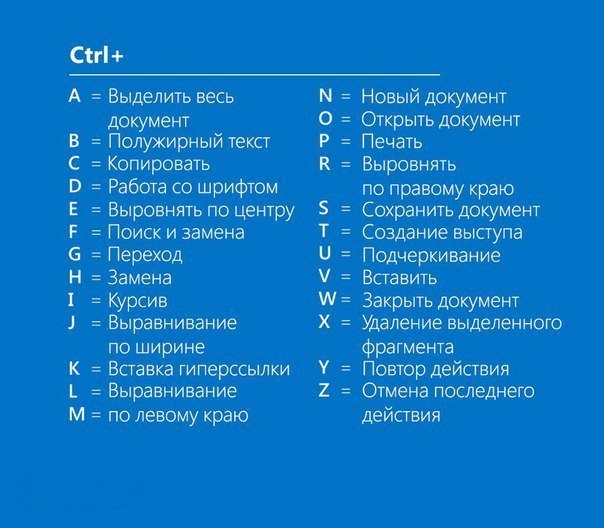 Ctrl+
A = Выделить весь
документ
B = Полужирный текст
C = Копировать
D = Работа со шрифтом
E = Выровнять по центру
F = Поиск и замена
G = Переход
H = Замена
I = Курсив
J = Выравнивание
по ширине
K = Вставка гиперссылки
L = Выравнивание
M = по левому краю
N = Новый документ
O = Открыть документ
P = Печать
R = Выровнять
по правому краю
S = Сохранить документ
T = Создание выступа
U = Подчеркивание
V = Вставить
W = Закрыть документ
X = Удаление выделенного
фрагмента
Y = Повтор действия
Z = Отмена последнего
действия